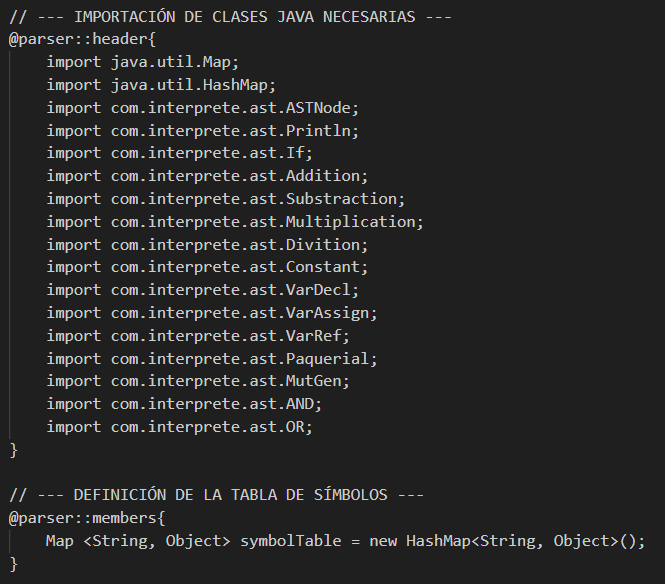 // --- IMPORTACIÓN DE CLASES JAVA NECESARIAS ---
@parser::header{
    import java.util.Map;
    import java.util.HashMap;
    import com.interprete.ast.ASTNode;
    import com.interprete.ast.Println;
    import com.interprete.ast.If;
    import com.interprete.ast.Addition;
    import com.interprete.ast.Substraction;
    import com.interprete.ast.Multiplication;
    import com.interprete.ast.Divition;
    import com.interprete.ast.Constant;
    import com.interprete.ast.VarDecl;
    import com.interprete.ast.VarAssign;
    import com.interprete.ast.VarRef;
    import com.interprete.ast.Paquerial;
    import com.interprete.ast.MutGen;
    import com.interprete.ast.AND;
    import com.interprete.ast.OR;
}
// --- DEFINICIÓN DE LA TABLA DE SÍMBOLOS ---
@parser::members{
    Map <String, Object> symbolTable = new HashMap<String, Object>();
}